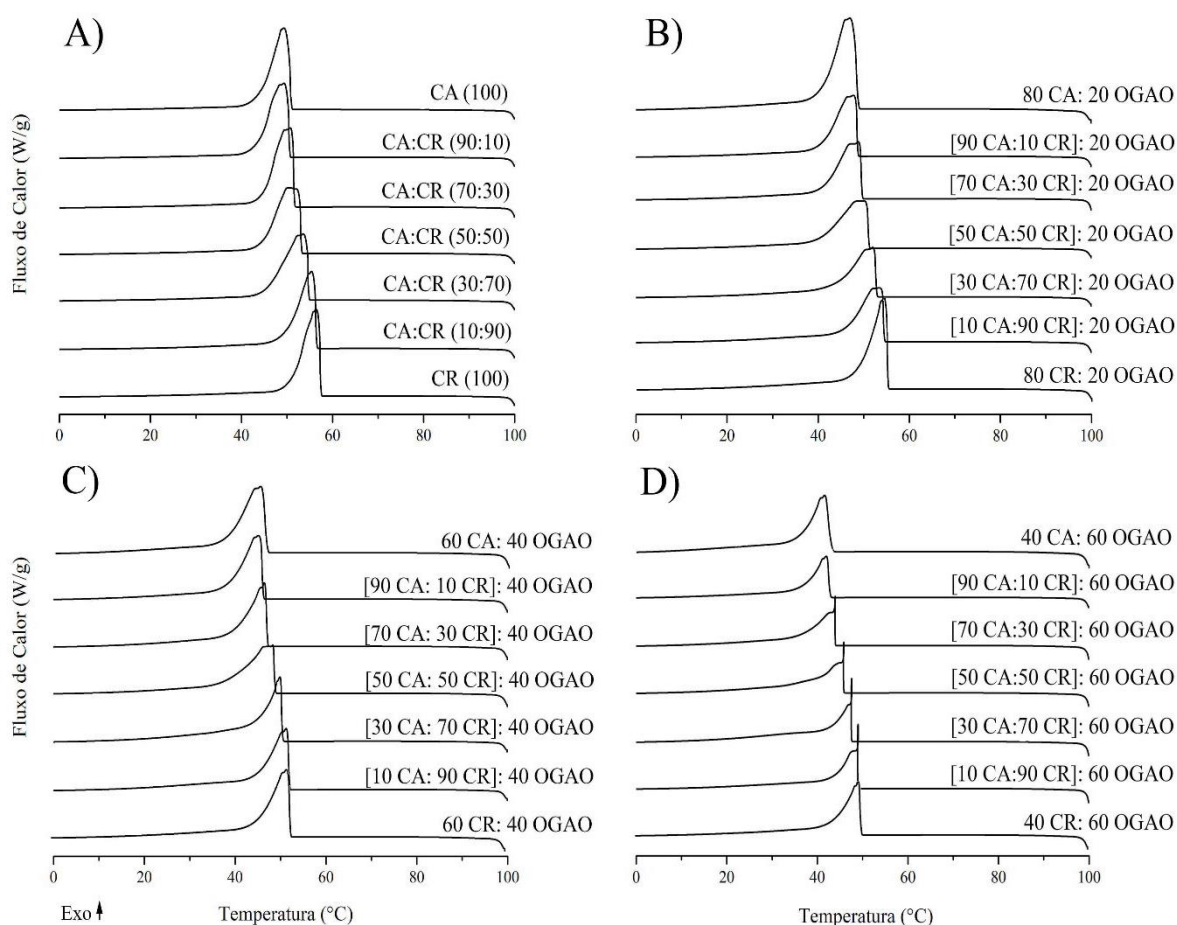 A)
Fluxo de Calor (W/g)
CA (100)
CA:CR (90:10)
CA:CR (70:30)
CA:CR (50:50)
CA:CR (30:70)
CA:CR (10:90)
CR (100)
0 20 40 60 80 100
B)
80 CA: 20 OGAO
[90 CA:10 CR]: 20 OGAO
[70 CA:30 CR]: 20 OGAO
[50 CA:50 CR]: 20 OGAO
[30 CA:70 CR]: 20 OGAO
[10 CA:90 CR]: 20 OGAO
80 CR: 20 OGAO
0 20 40 60 80 100
C)
Fluxo de Calor (W/g)
60 CA: 40 OGAO
[90 CA: 10 CR]: 40 OGAO
[70 CA: 30 CR]: 40 OGAO
[50 CA: 50 CR]: 40 OGAO
[30 CA: 70 CR]: 40 OGAO
[10 CA: 90 CR]: 40 OGAO
60 CR: 40 OGAO
0 20 40 60 80 100
Exo
Temperatura (°C)
D)
40 CA: 60 OGAO
[90 CA:10 CR]: 60 OGAO
[70 CA:30 CR]: 60 OGAO
[50 CA:50 CR]: 60 OGAO
[30 CA:70 CR]: 60 OGAO
[10 CA:90 CR]: 60 OGAO
40 CR: 60 OGAO
0 20 40 60 80 100
Temperatura (°C)